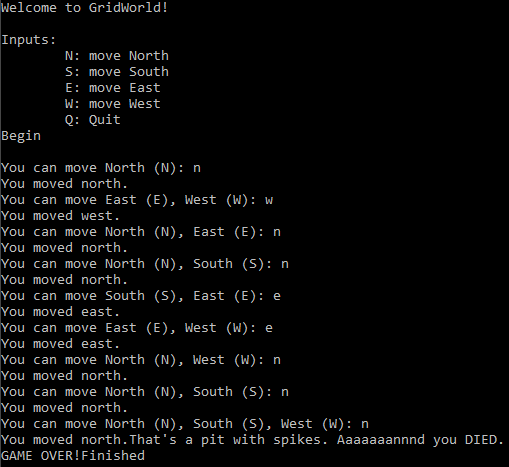 Welcome to GridWorld!
Inputs:
N: move North
S: move South
E: move East
W: move West
Q: Quit
Begin
You can move North (N): n
You moved north.
You can move East (E), West (W): w
You moved west.
You can move North (N), East (E): n
You moved north.
You can move North (N), South (S): n
You moved north.
You can move South (S), East (E): e
You moved east.
You can move East (E), West (W): e
You moved east.
You can move North (N), West (W): n
You moved north.
You can move North (N), South (S): n
You moved north.
You can move North (N), South (S), West (W): n
You moved north.That's a pit with spikes. Aaaaaaannnd you DIED.
GAME OVER!Finished